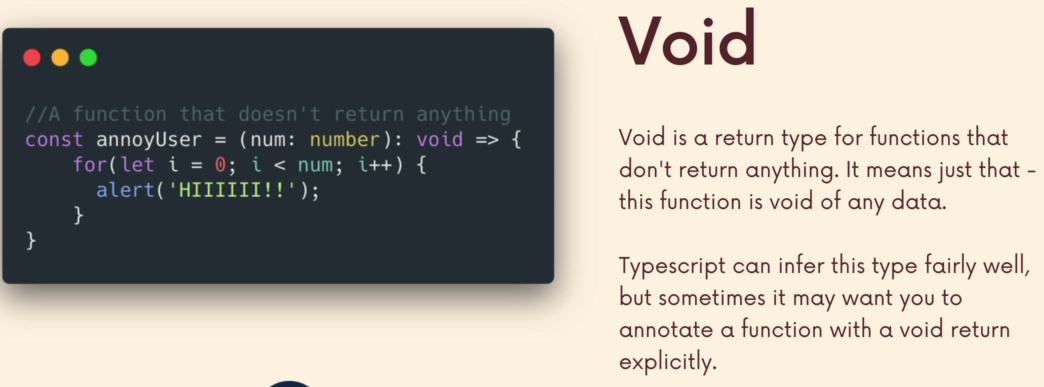 Void
//A function that doesn't return anything
const annoyUser = (num: number): void => {
    for(let i = 0; i < num; i++) {
      alert('HIIIIII!!');
    }
}
Void is a return type for functions that
don't return anything. It means just that -
this function is void of any data.
Typescript can infer this type fairly well,
but sometimes it may want you to
annotate a function with a void return
explicitly.